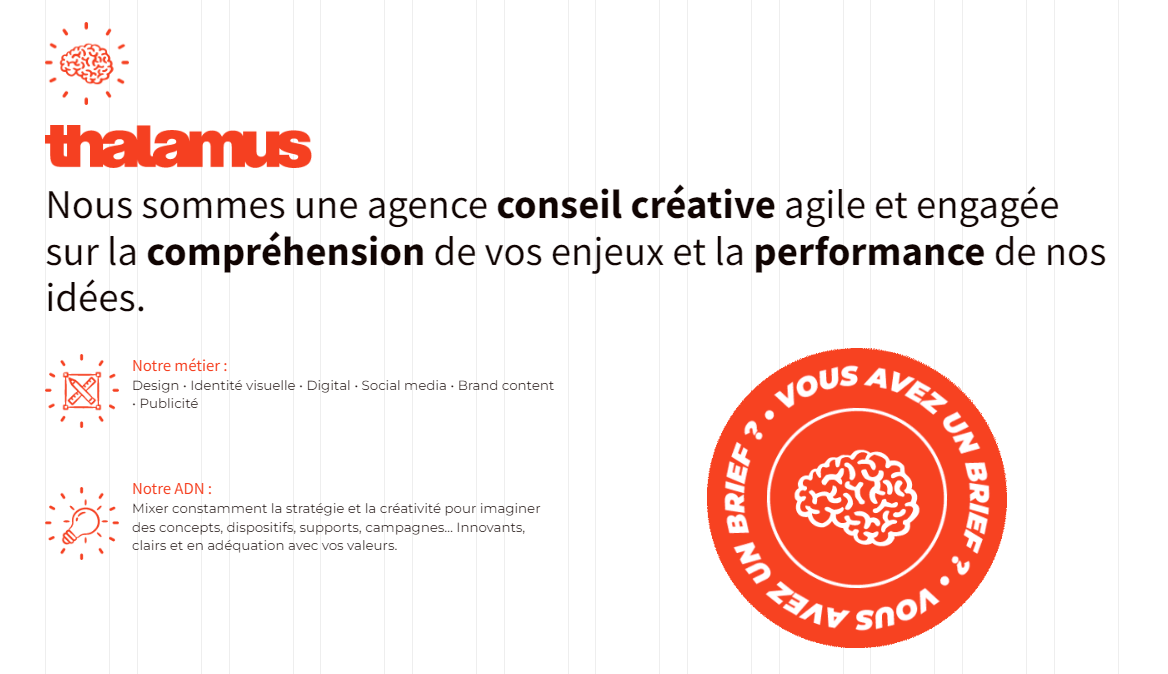 thalamus
Nous sommes une agence conseil créative agile et engagée
sur la compréhension de vos enjeux et la performance de nos
idées.
Notre métier :
Design • Identité visuelle • Digital • Social media • Brand content
• Publicité
Notre ADN :
Mixer constamment la stratégie et la créativité pour imaginer
des concepts, dispositifs, supports, campagnes... Innovants,
clairs et en adéquation avec vos valeurs.
VOUS AVEZ UN BRIEF ? • VOUS AVEZ UN BRIEF ? •